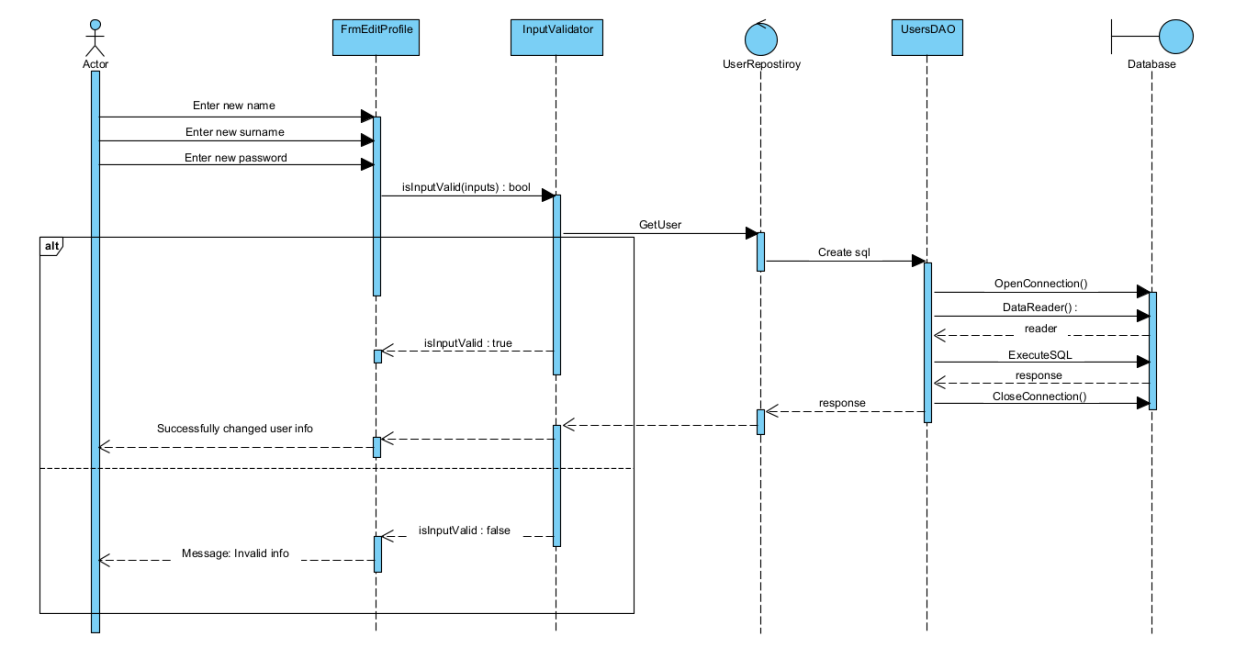 FrmEditProfile
InputValidator
UsersDAO
Actor
UserRepostiroy
Database
Enter new name
Enter new surname
Enter new password
isInputValid(inputs) : bool
GetUser
alt
Create sql
OpenConnection()
DataReader() :
reader
isInputValid : true
ExecuteSQL
response
CloseConnection()
response
Successfully changed user info
isInputValid : false
Message: Invalid info